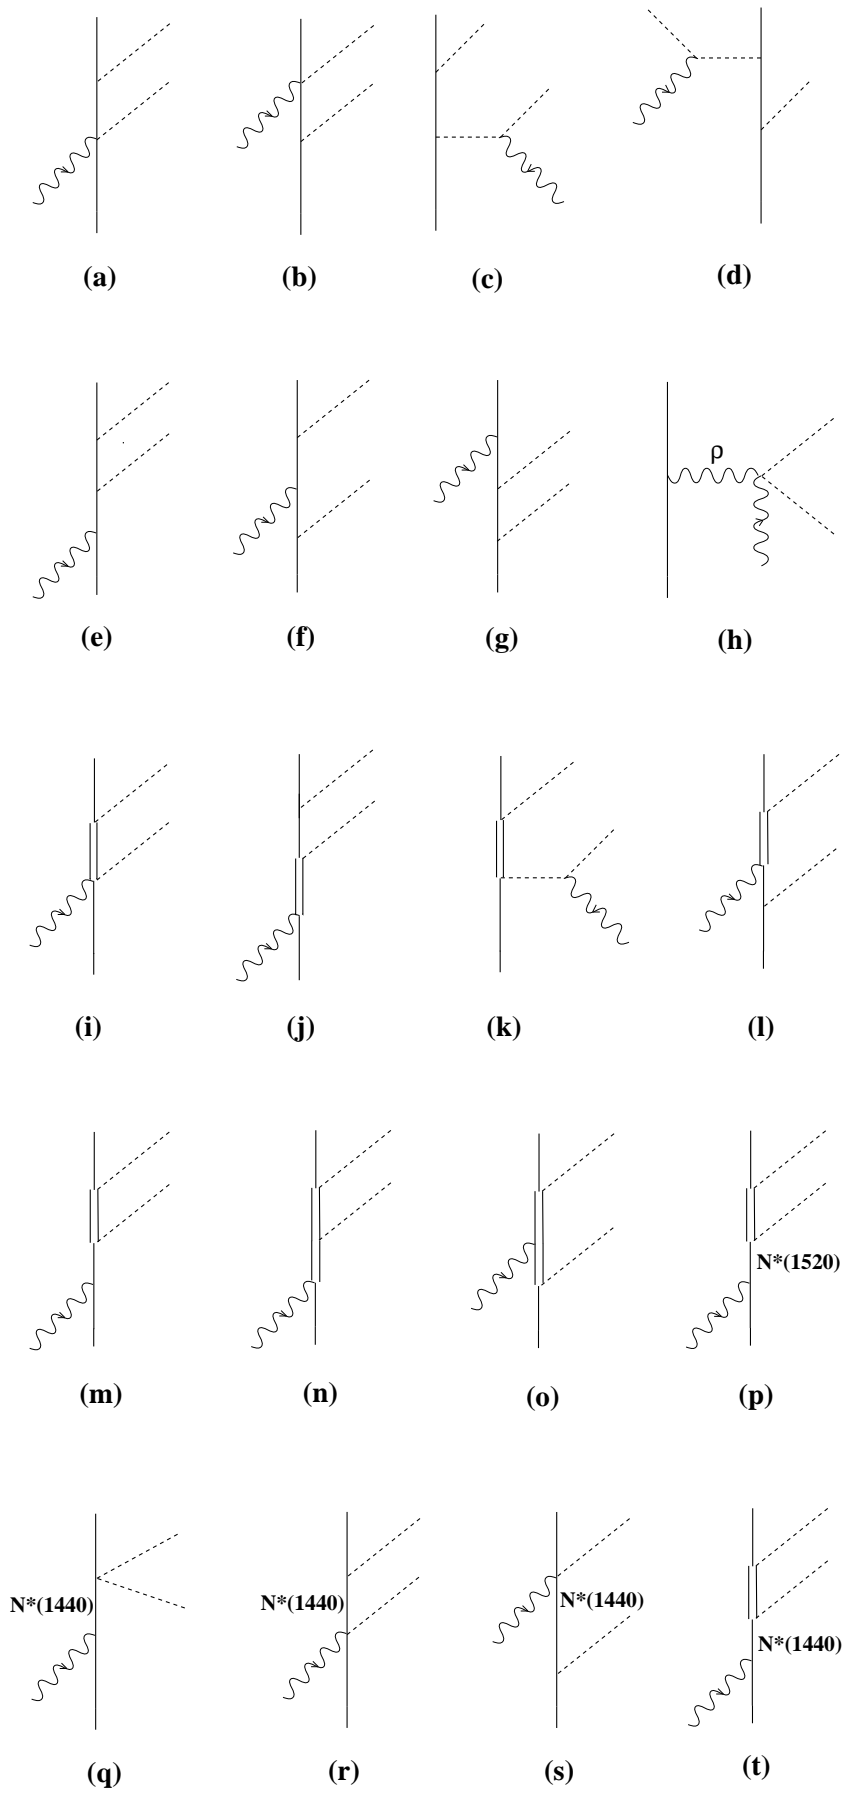 (a) (b) (c) (d)
ρ
(e) (f) (g) (h)
(i) (j) (k) (l)
N*(1520)
(m) (n) (o) (p)
N*(1440) N*(1440) N*(1440)
N*(1440)
(q) (r) (s) (t)